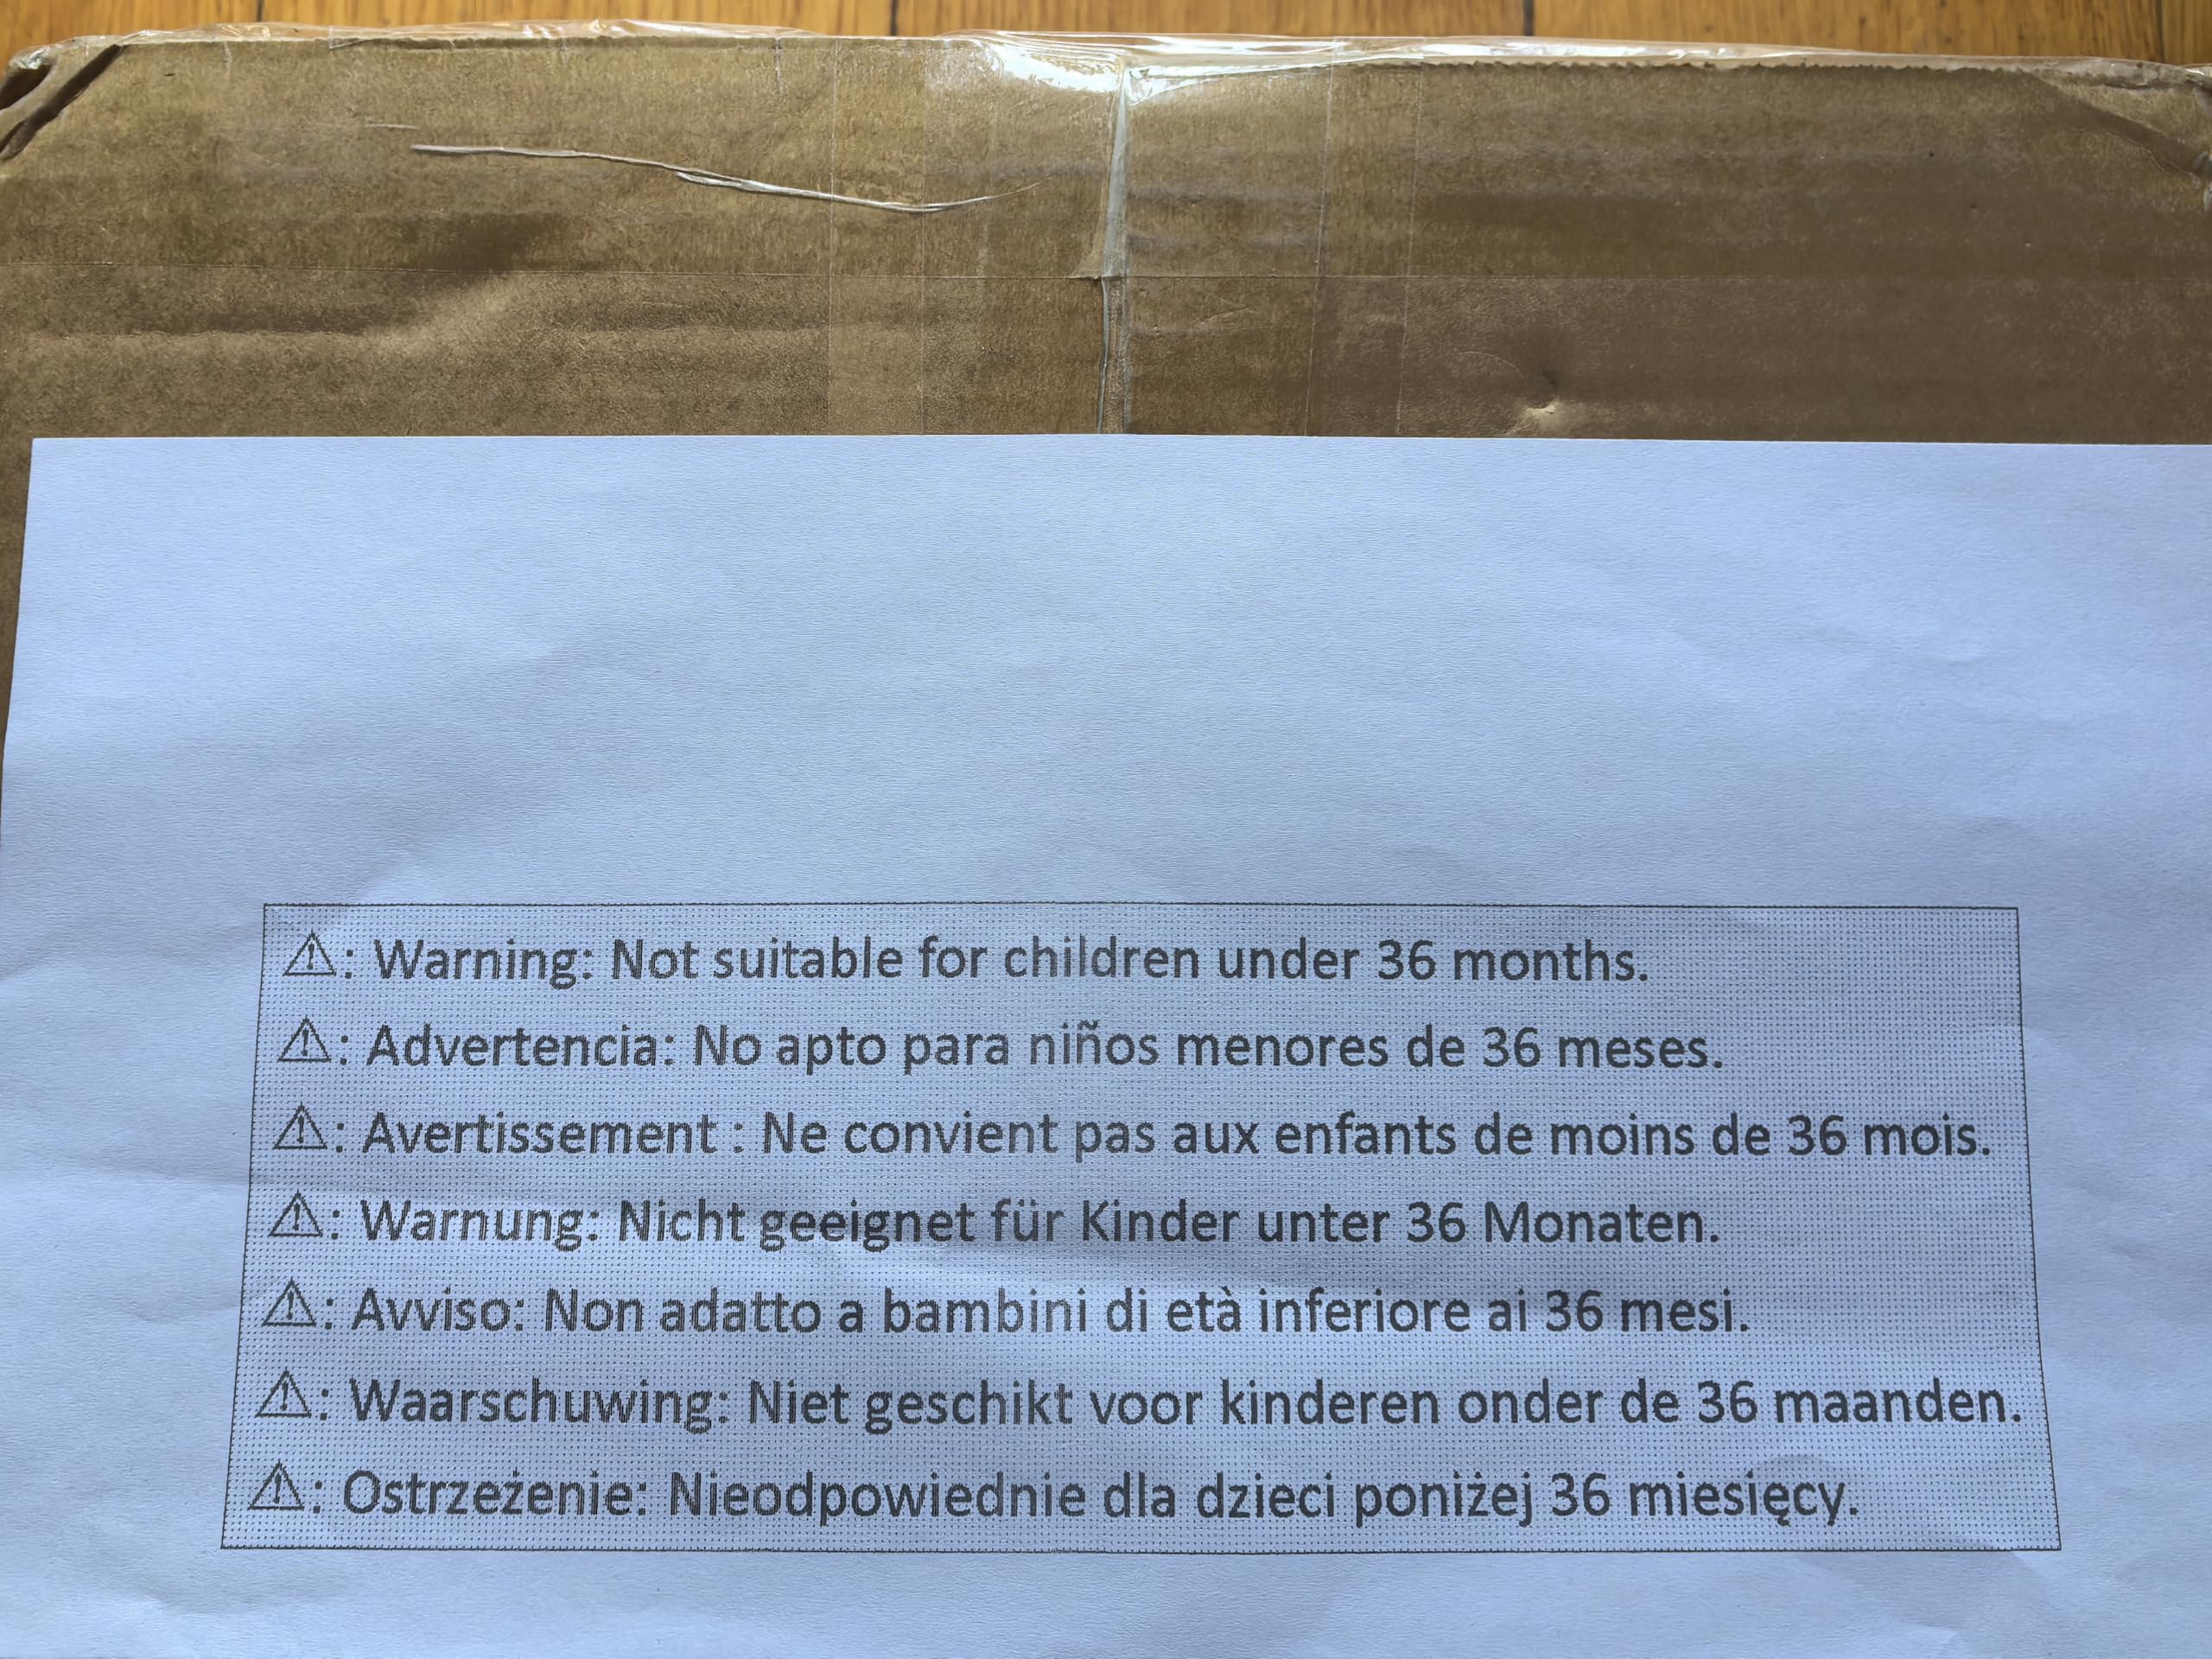 ⚠: Warning: Not suitable for children under 36 months.
⚠: Advertencia: No apto para niños menores de 36 meses.
⚠: Avertissement : Ne convient pas aux enfants de moins de 36 mois.
⚠: Warnung: Nicht geeignet für Kinder unter 36 Monaten.
⚠: Avviso: Non adatto a bambini di età inferiore ai 36 mesi.
⚠: Waarschuwing: Niet geschikt voor kinderen onder de 36 maanden.
⚠: Ostrzeżenie: Nieodpowiednie dla dzieci poniżej 36 miesięcy.